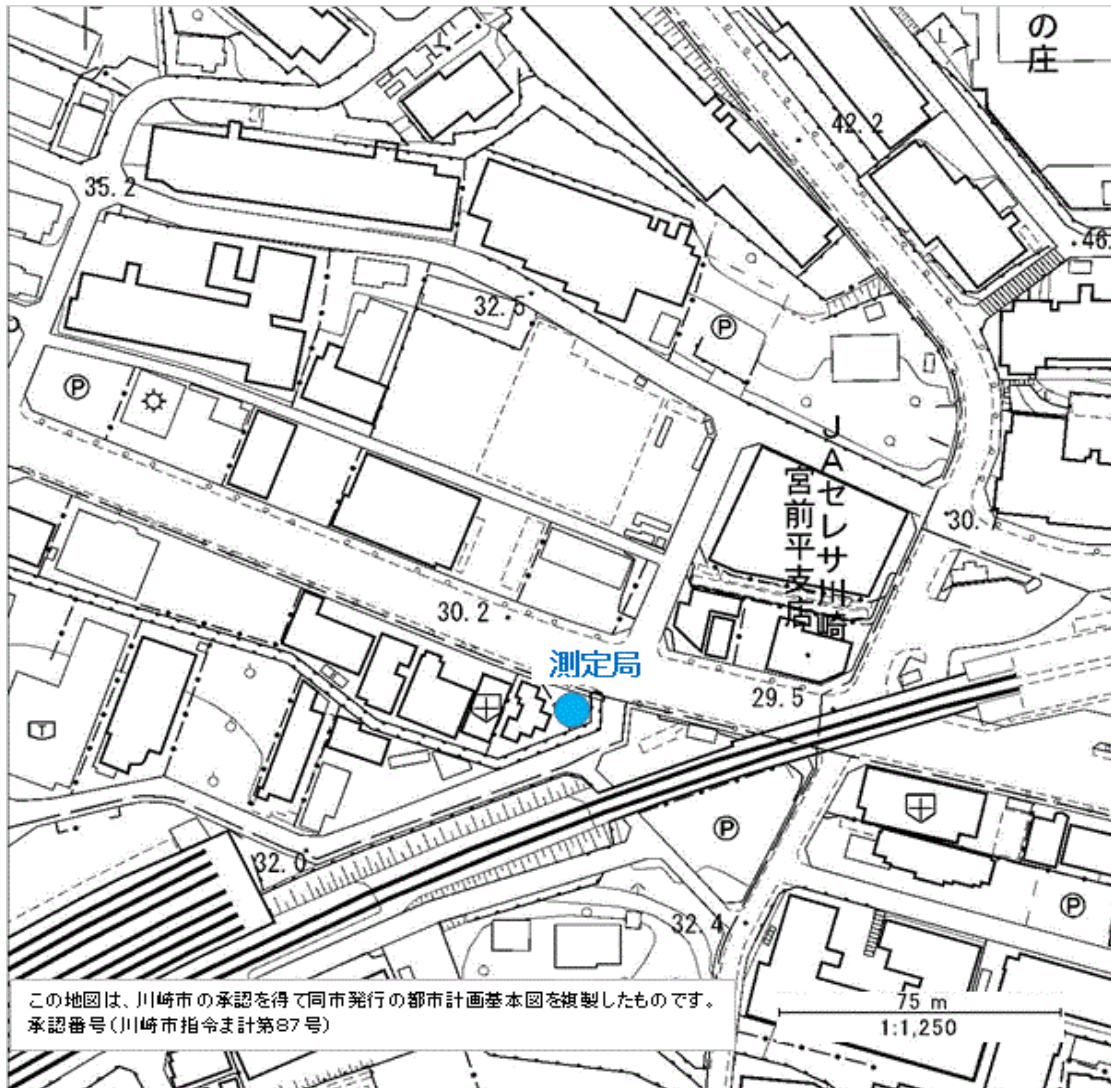 の庄
42.2
35.2
46.
32.5
Ⓟ
Ⓟ
JAセレサ川崎
宮前平支店
30.
30.2
測定局
29.5
Ⓟ
32.0
Ⓟ
32.4
この地図は、川崎市の承認を得て同市発行の都市計画基本図を複製したものです。
承認番号(川崎市指令ま計第87号)
75 m
1:1,250